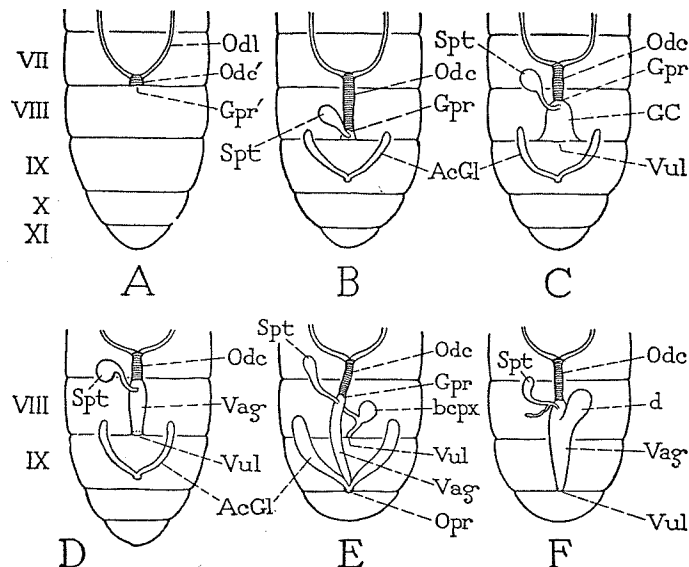 VII
VIII
IX
X
XI
Odl
Odc′
Gpr′
A
Spt
Odc
Gpr
AcGl
B
Spt
Odc
Gpr
GC
Vul
C
VIII
IX
Spt
Odc
Vag
Vul
AcGl
D
Spt
Odc
Gpr
bcpx
Vul
Vag
Opr
E
Spt
Odc
d
Vag
Vul
F